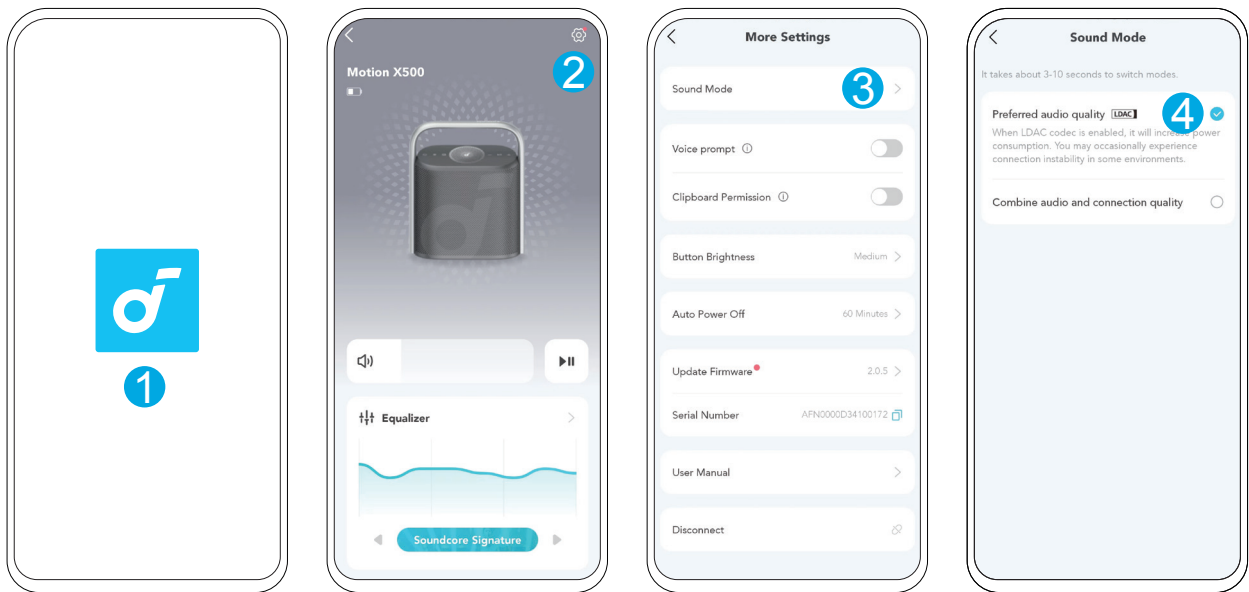 1
Motion X500
2
Equalizer
Soundcore Signature
More Settings
Sound Mode
3
Voice prompt
Clipboard Permission
Button Brightness Medium
Auto Power Off 60 Minutes
Update Firmware 2.0.5
Serial Number AFN0000D34100172
User Manual
Disconnect
Sound Mode
It takes about 3-10 seconds to switch modes.
Preferred audio quality LDAC
4
When LDAC codec is enabled, it will increase power
consumption. You may occasionally experience
connection instability in some environments.
Combine audio and connection quality